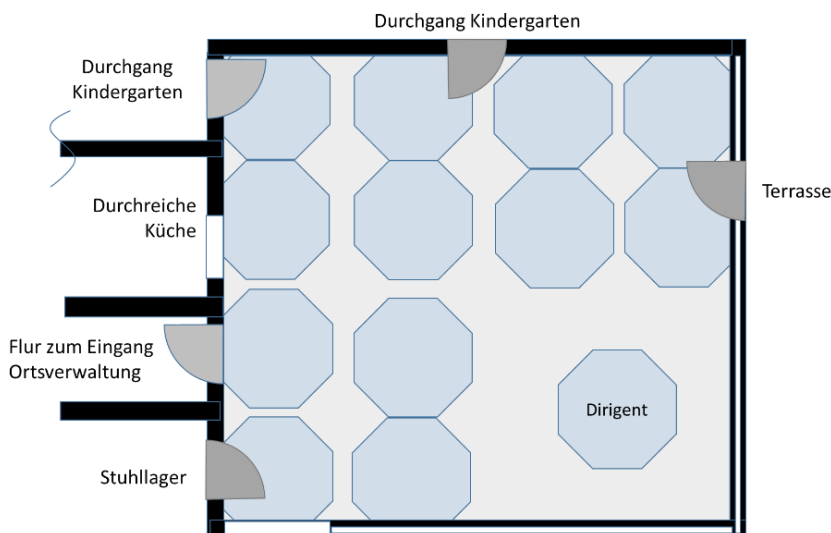 Durchgang Kindergarten
Durchgang
Kindergarten
Terrasse
Durchreiche
Küche
Flur zum Eingang
Ortsverwaltung
Dirigent
Stuhllager